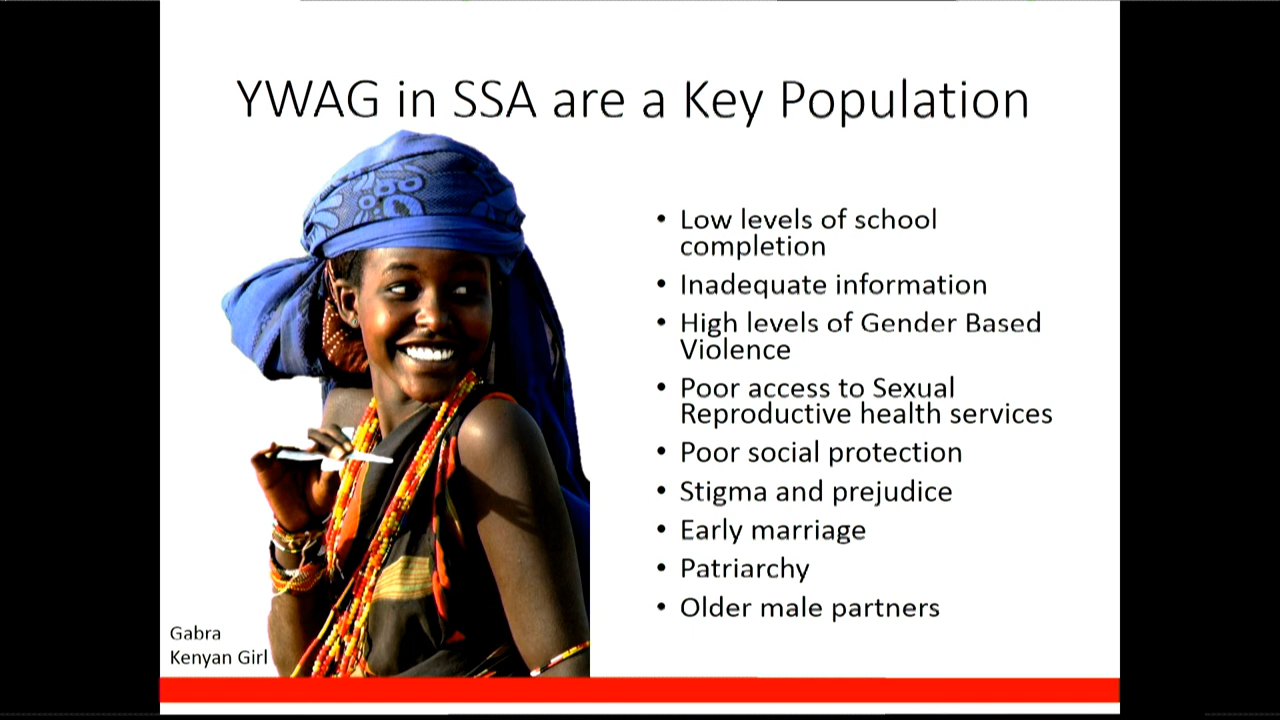 YWAG in SSA are a Key Population
• Low levels of school
completion
• Inadequate information
• High levels of Gender Based
Violence
• Poor access to Sexual
Reproductive health services
• Poor social protection
• Stigma and prejudice
• Early marriage
• Patriarchy
• Older male partners
Gabra
Kenyan Girl